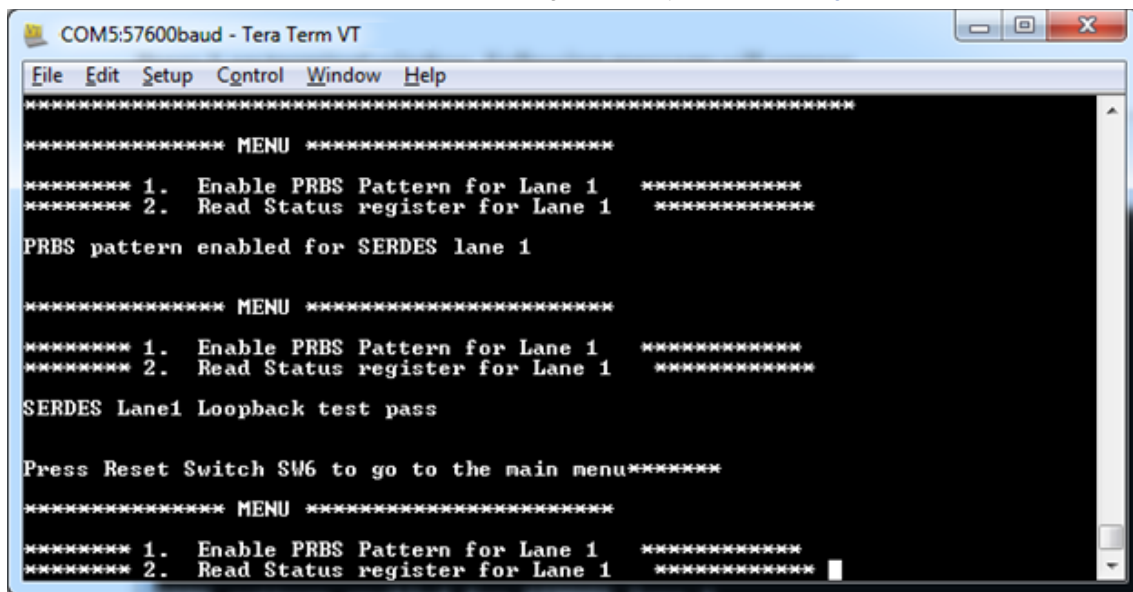 COM5:57600baud - Tera Term VT
File Edit Setup Control Window Help
**************************************************************
*************** MENU ***********************
******** 1.  Enable PRBS Pattern for Lane 1   ************
******** 2.  Read Status register for Lane 1   ************
PRBS pattern enabled for SERDES lane 1
*************** MENU ***********************
******** 1.  Enable PRBS Pattern for Lane 1   ************
******** 2.  Read Status register for Lane 1   ************
SERDES Lane1 Loopback test pass
Press Reset Switch SW6 to go to the main menu*******
*************** MENU ***********************
******** 1.  Enable PRBS Pattern for Lane 1   ************
******** 2.  Read Status register for Lane 1   ************